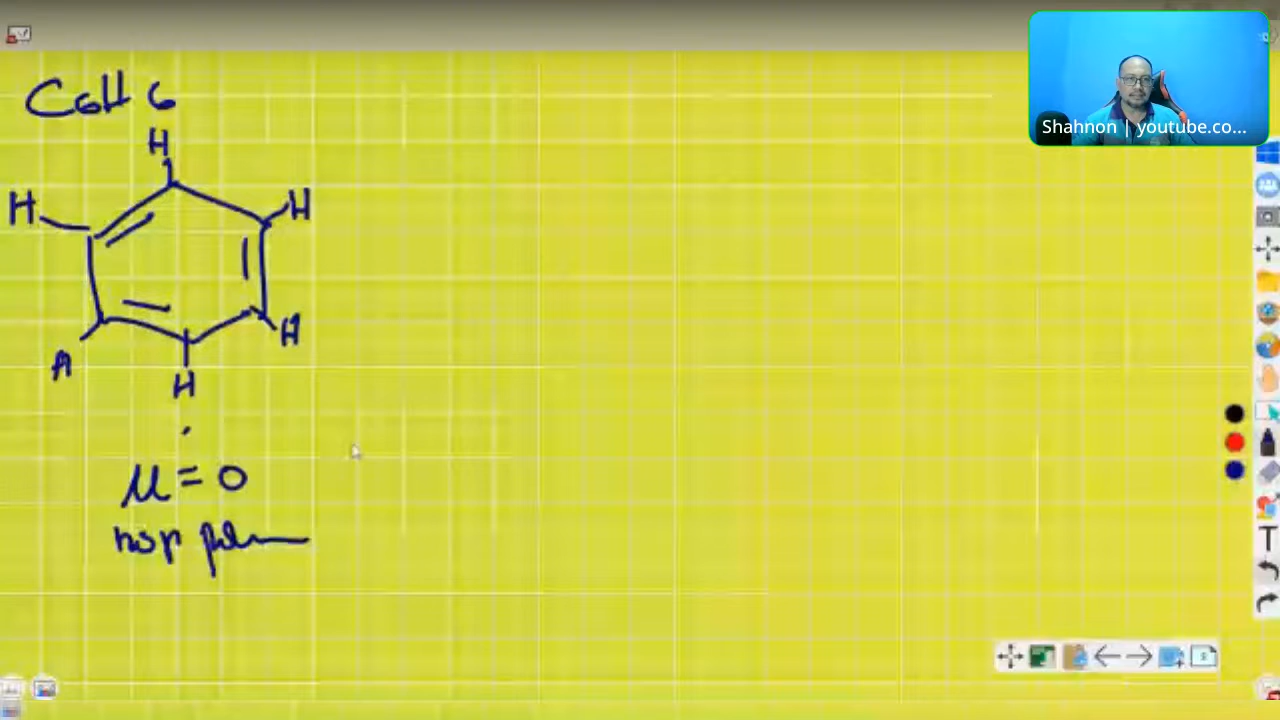 C6H6
H
H
H
H
A
H
μ = 0
non polar
Shahnon | youtube.co...
T